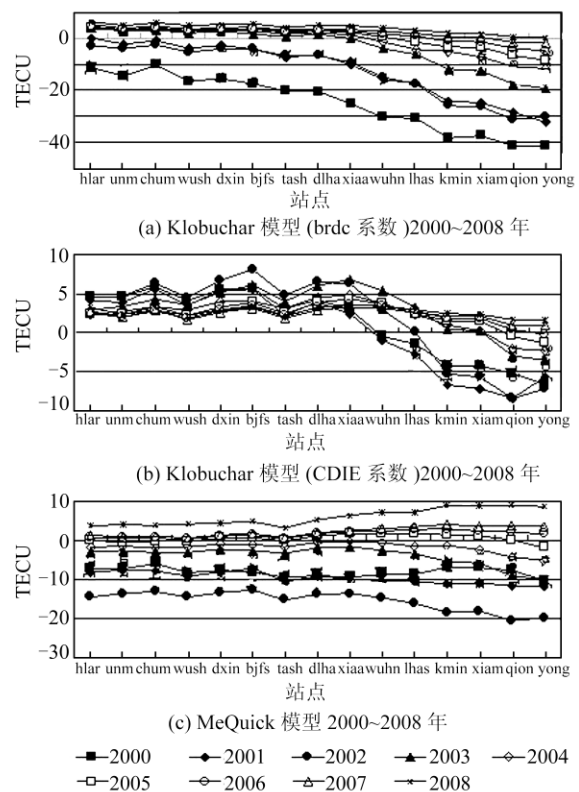 0
−20
−40
TECU
hlar unm chum wush dxin bjfs tash dlha xiaa wuhn lhas kmin xiam qion yong
站点
(a) Klobuchar 模型 (brdc 系数 )2000~2008 年
10
5
0
−5
−10
TECU
hlar unm chum wush dxin bjfs tash dlha xiaa wuhn lhas kmin xiam qion yong
站点
(b) Klobuchar 模型 (CDIE 系数 )2000~2008 年
10
0
−10
−20
−30
TECU
hlar unm chum wush dxin bjfs tash dlha xiaa wuhn lhas kmin xiam qion yong
站点
(c) MeQuick 模型 2000~2008 年
2000 2001 2002 2003 2004
2005 2006 2007 2008